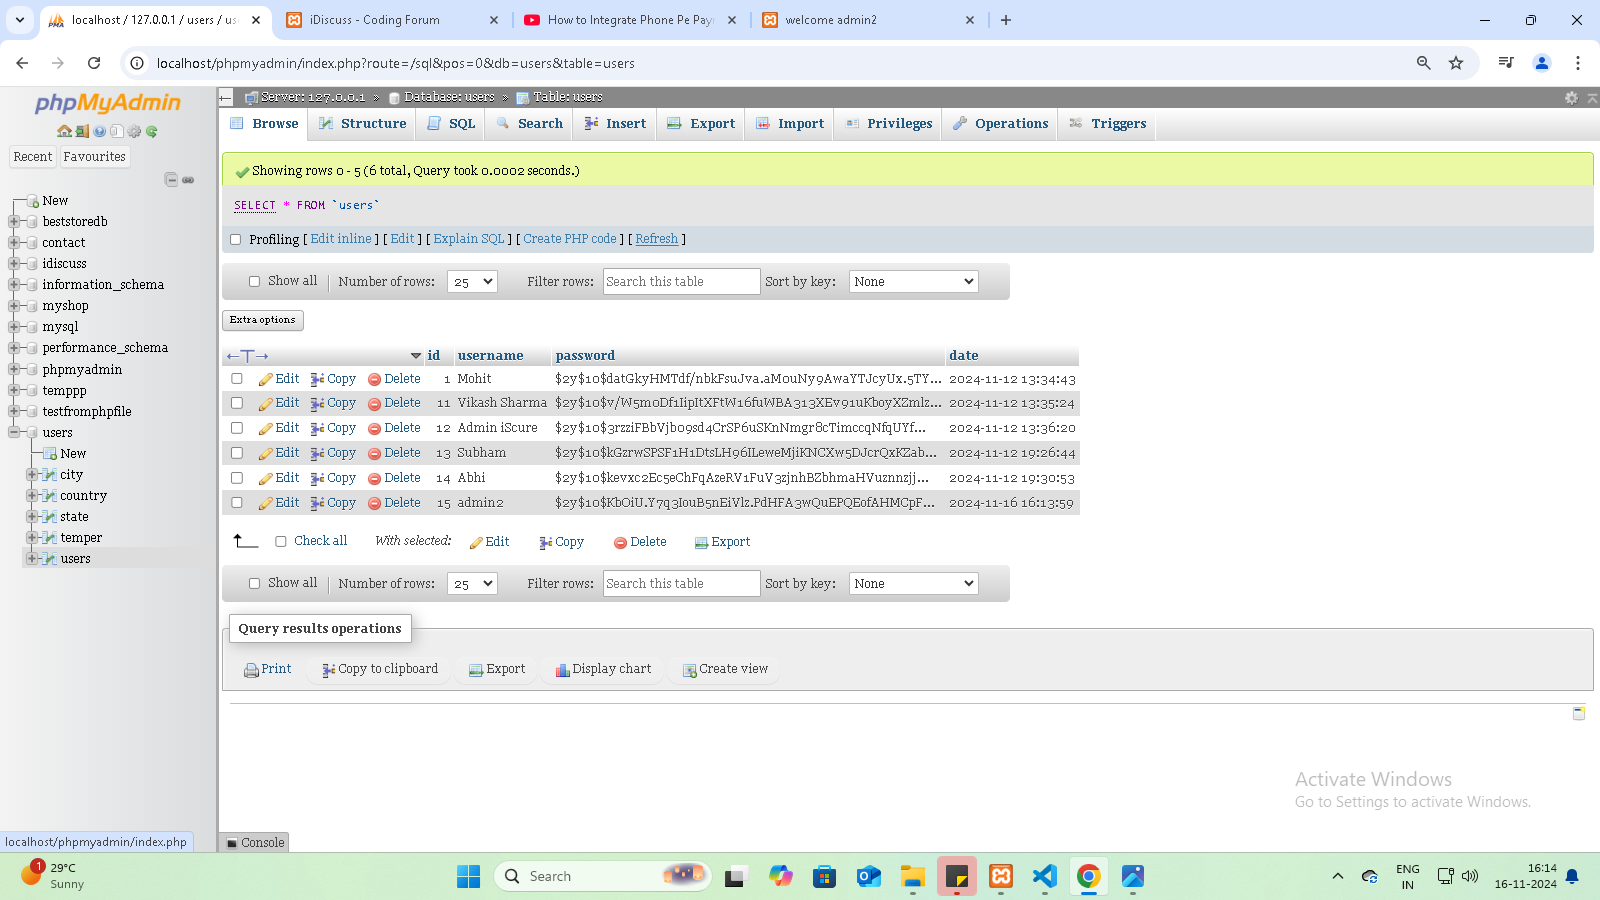 localhost / 127.0.0.1 / users / us
iDiscuss - Coding Forum
How to Integrate Phone Pe Pay
welcome admin2
localhost/phpmyadmin/index.php?route=/sql&pos=0&db=users&table=users
phpMyAdmin
Recent
Favourites
New
beststoredb
contact
idiscuss
information_schema
myshop
mysql
performance_schema
phpmyadmin
temppp
testfromphpfile
users
New
city
country
state
temper
users
localhost/phpmyadmin/index.php
Server: 127.0.0.1 » Database: users » Table: users
Browse Structure SQL Search Insert Export Import Privileges Operations Triggers
Showing rows 0 - 5 (6 total, Query took 0.0002 seconds.)
SELECT * FROM `users`
Profiling [ Edit inline ] [ Edit ] [ Explain SQL ] [ Create PHP code ] [ Refresh ]
Show all Number of rows: 25 Filter rows: Search this table Sort by key: None
Extra options
←T→ id username password date
Edit Copy Delete 1 Mohit $2y$10$datGkyHMTdf/nbkFsuJva.aMouNy9AwaYTJcyUx.5TY... 2024-11-12 13:34:43
Edit Copy Delete 11 Vikash Sharma $2y$10$v/W5m0Df1IipItXFtW16fuWBA313XEv91uKboyXZmlz... 2024-11-12 13:35:24
Edit Copy Delete 12 Admin iScure $2y$10$3rzziFBbVjb09sd4CrSP6uSKnNmgr8cTimccqNfqUYf... 2024-11-12 13:36:20
Edit Copy Delete 13 Subham $2y$10$kGzrwSPSF1H1DtsLH96ILeweMjiKNCXw5DJcrQxKZab... 2024-11-12 19:26:44
Edit Copy Delete 14 Abhi $2y$10$kevxc2Ec5eChFqAzeRV1FuV3zjnhBZbhmaHVuznnzjj... 2024-11-12 19:30:53
Edit Copy Delete 15 admin2 $2y$10$KbOiU.Y7q3IouB5nEiVlz.PdHFA3wQuEPQEofAHMCpF... 2024-11-16 16:13:59
Check all With selected: Edit Copy Delete Export
Show all Number of rows: 25 Filter rows: Search this table Sort by key: None
Query results operations
Print Copy to clipboard Export Display chart Create view
Activate Windows
Go to Settings to activate Windows.
Console
1
29°C
Sunny
Search
ENG
IN
16:14
16-11-2024